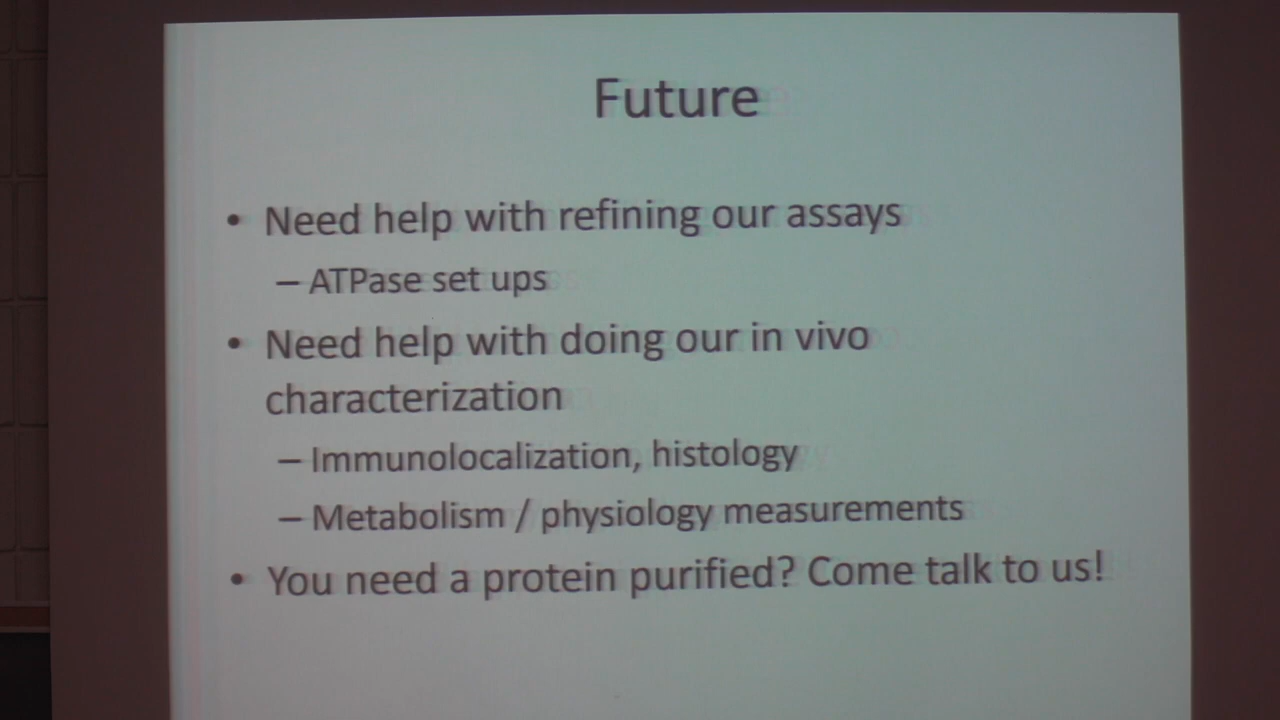 Future
• Need help with refining our assays
– ATPase set ups
• Need help with doing our in vivo
characterization
– Immunolocalization, histology
– Metabolism / physiology measurements
• You need a protein purified? Come talk to us!